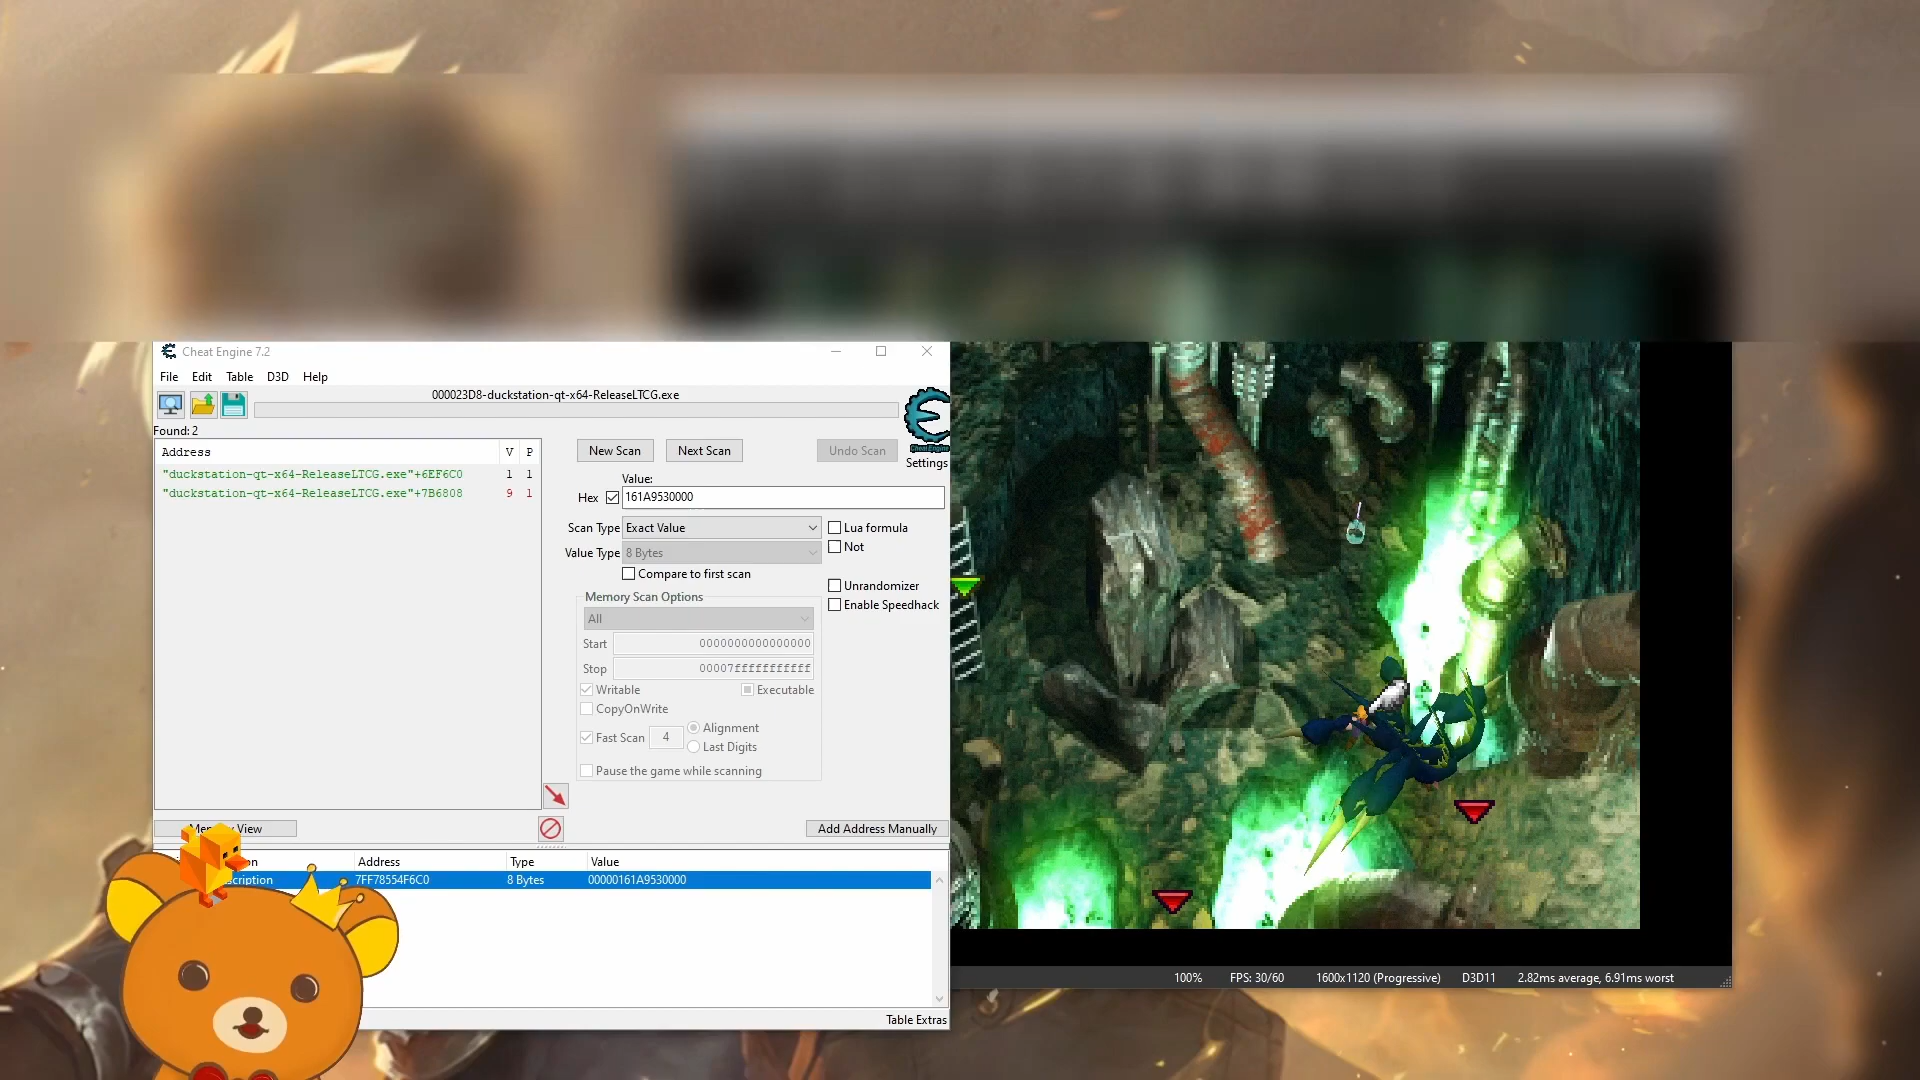 Cheat Engine 7.2
File Edit Table D3D Help
000023D8-duckstation-qt-x64-ReleaseLTCG.exe
Found: 2
Address V P
"duckstation-qt-x64-ReleaseLTCG.exe"+6EF6C0 1 1
"duckstation-qt-x64-ReleaseLTCG.exe"+7B6808 9 1
New Scan Next Scan Undo Scan
Settings
Value:
Hex 161A9530000
Scan Type Exact Value
Lua formula
Value Type 8 Bytes
Not
Compare to first scan
Unrandomizer
Enable Speedhack
Memory Scan Options
All
Start 0000000000000000
Stop 00007fffffffffff
Writable Executable
CopyOnWrite
Fast Scan 4 Alignment
Last Digits
Pause the game while scanning
View
Add Address Manually
Address Type Value
7FF78554F6C0 8 Bytes 00000161A9530000
Table Extras
100% FPS: 30/60 1600x1120 (Progressive) D3D11 2.82ms average, 6.91ms worst